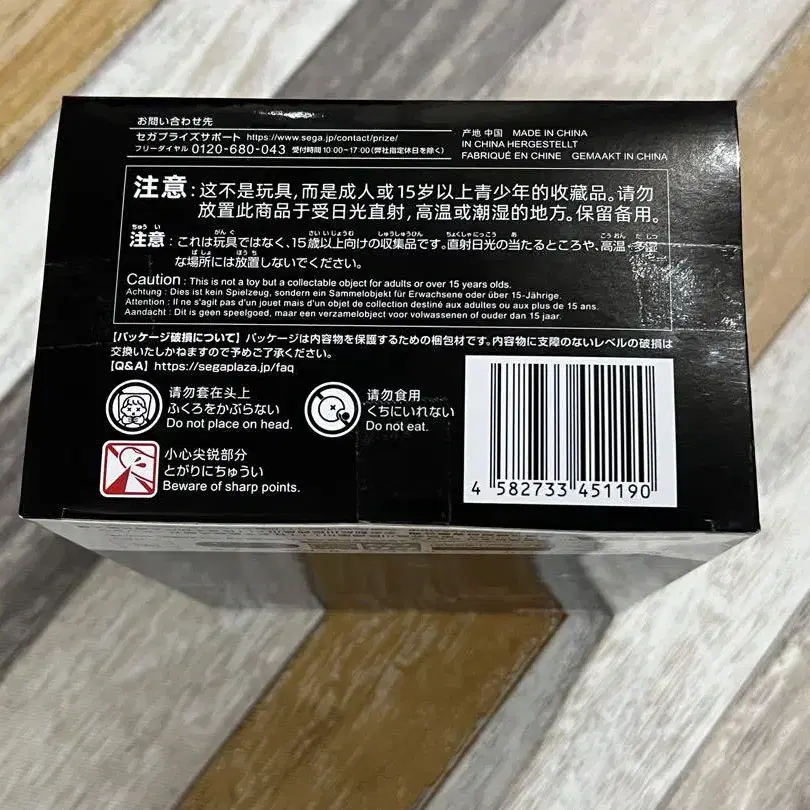 お問い合わせ先
セガプライズサポート https://www.sega.jp/contact/prize/
フリーダイヤル 0120-680-043 受付時間10:00~17:00(弊社指定休日を除く)
产地 中国 MADE IN CHINA
IN CHINA HERGESTELLT
FABRIQUÉ EN CHINE GEMAAKT IN CHINA
注意:这不是玩具,而是成人或15岁以上青少年的收藏品。请勿
放置此商品于受日光直射,高温或潮湿的地方。保留备用。
注意:これは玩具ではなく、15歳以上向けの収集品です。直射日光の当たるところや、高温・多湿
な場所には放置しないでください。
Caution : This is not a toy but a collectable object for adults or over 15 years olds.
Achtung : Dies ist kein Spielzeug, sondern ein Sammelobjekt für Erwachsene oder über 15-Jährige.
Attention : Il ne s'agit pas d'un jouet mais d'un objet de collection destiné aux adultes ou aux plus de 15 ans.
Aandacht : Dit is geen speelgoed, maar een verzamelobject voor volwassenen of ouder dan 15 jaar.
【パッケージ破損について】パッケージは内容物を保護するための梱包材です。内容物に支障のないレベルの破損は
交換いたしかねますので予めご了承ください。
【Q&A】https://segaplaza.jp/faq
请勿套在头上
ふくろをかぶらない
Do not place on head.
请勿食用
くちにいれない
Do not eat.
小心尖锐部分
とがりにちゅうい
Beware of sharp points.
4 582733 451190